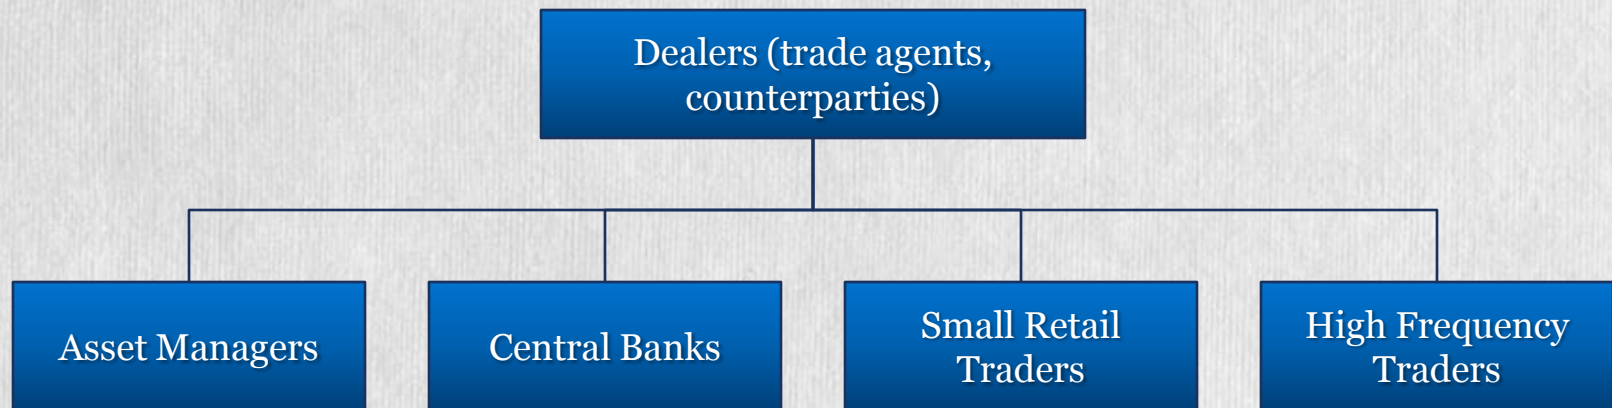 Dealers (trade agents,
counterparties)
Asset Managers
Central Banks
Small Retail
Traders
High Frequency
Traders